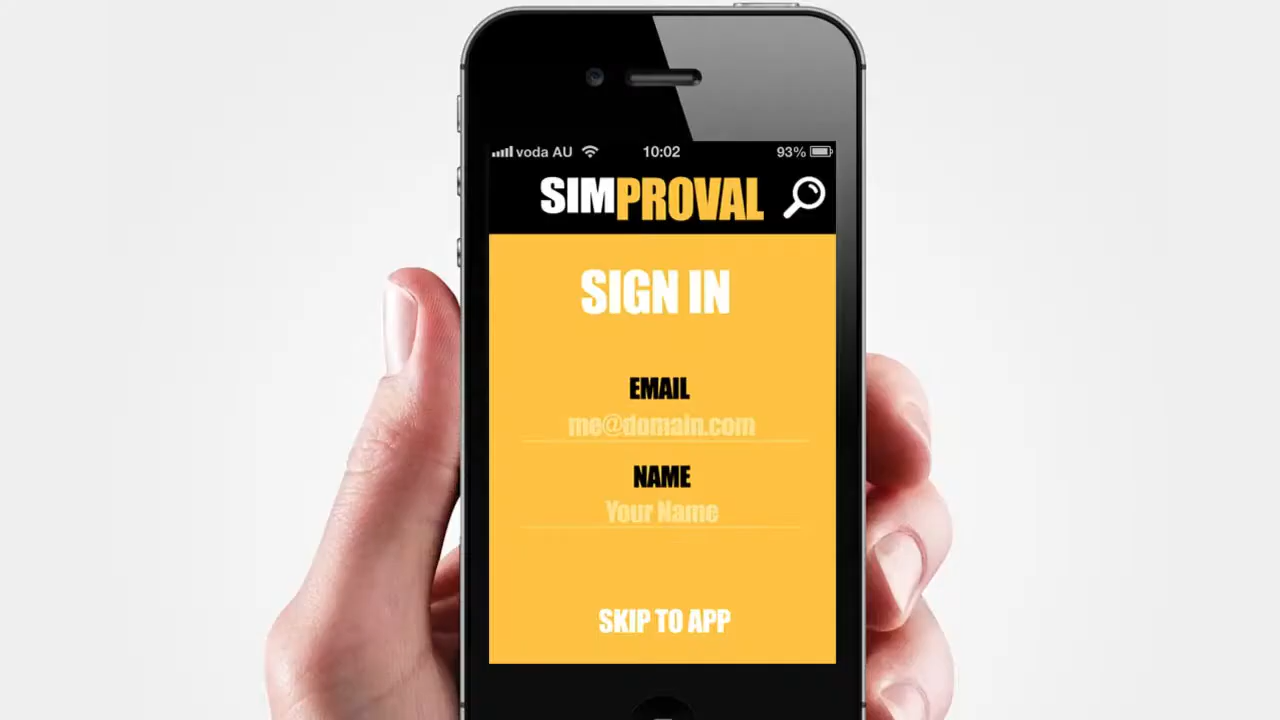 voda AU 10:02 93%
SIMPROVAL
SIGN IN
EMAIL
me@domain.com
NAME
Your Name
SKIP TO APP